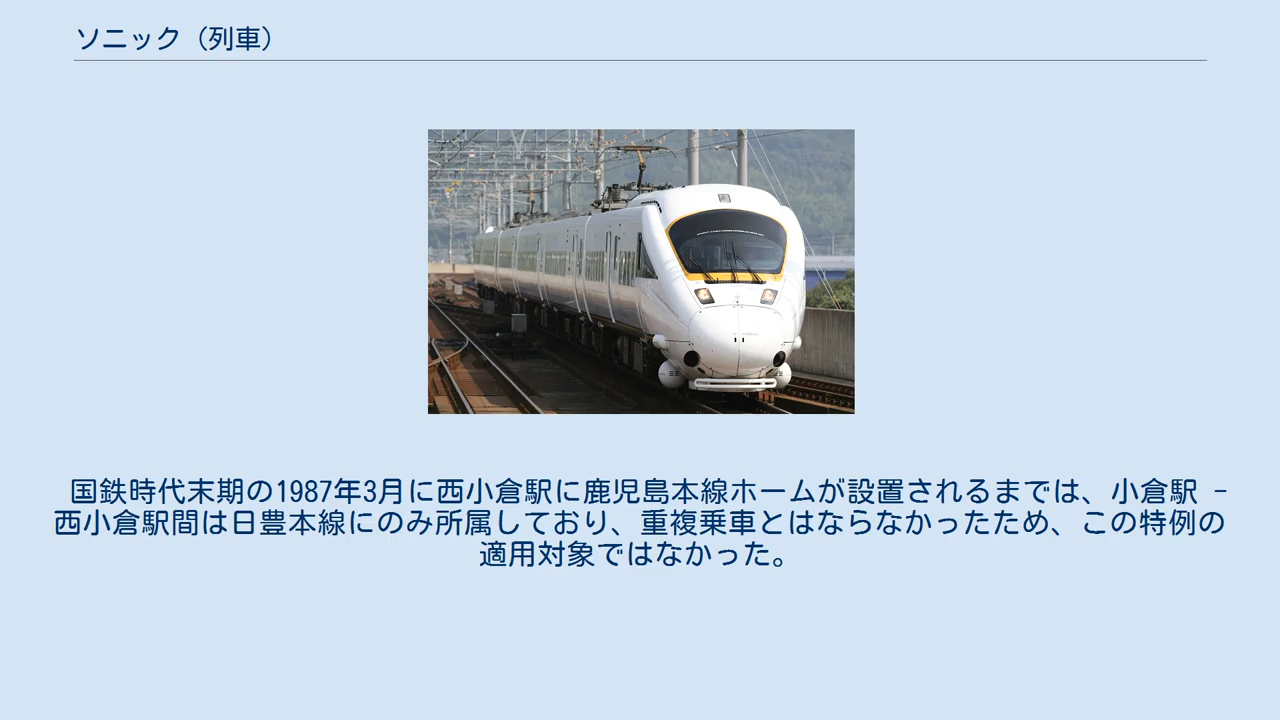 ソニック（列車）
国鉄時代末期の1987年3月に西小倉駅に鹿児島本線ホームが設置されるまでは、小倉駅 -
西小倉駅間は日豊本線にのみ所属しており、重複乗車とはならなかったため、この特例の
適用対象ではなかった。